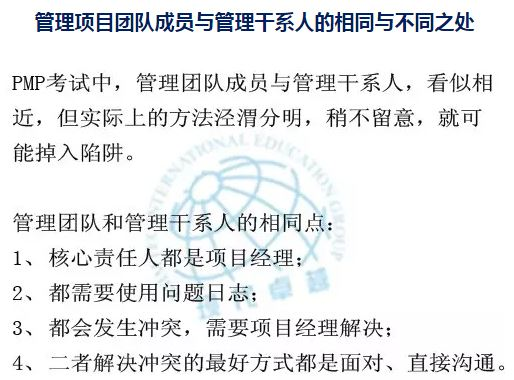 管理项目团队成员与管理干系人的相同与不同之处
PMP考试中，管理团队成员与管理干系人，看似相
近，但实际上的方法泾渭分明，稍不留意，就可
能掉入陷阱。
管理团队和管理干系人的相同点：
1、核心责任人都是项目经理；
2、都需要使用问题日志；
3、都会发生冲突，需要项目经理解决；
4、二者解决冲突的最好方式都是面对、直接沟通。
INTERNATIONAL EDUCATION GROUP